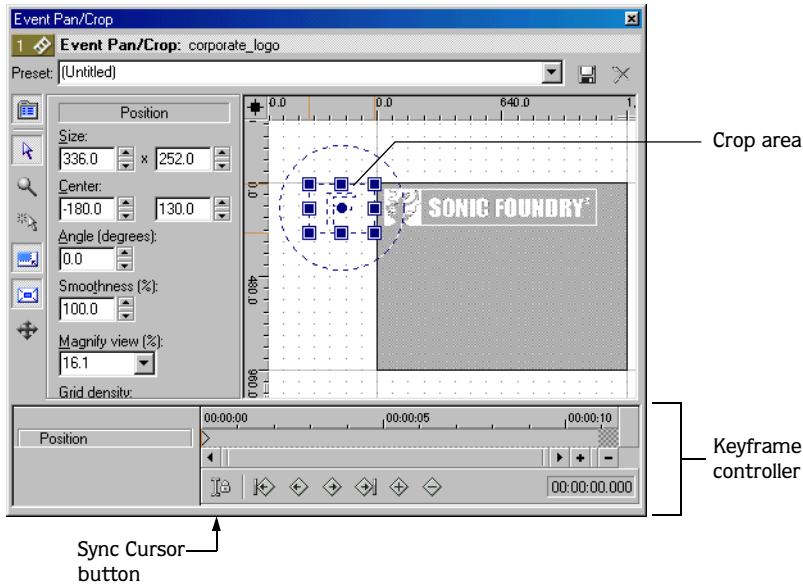 Event Pan/Crop
1 Event Pan/Crop: corporate_logo
Preset: (Untitled)
Position
Size:
336.0 x 252.0
Center:
-180.0 130.0
Angle (degrees):
0.0
Smoothness (%):
100.0
Magnify view (%):
16.1
Grid density:
0.0 0.0 640.0 1,
0.0
480.0
960.0
SONIC FOUNDRY
Crop area
00:00:00 00:00:05 00:00:10
Position
00:00:00.000
Keyframe
controller
Sync Cursor
button